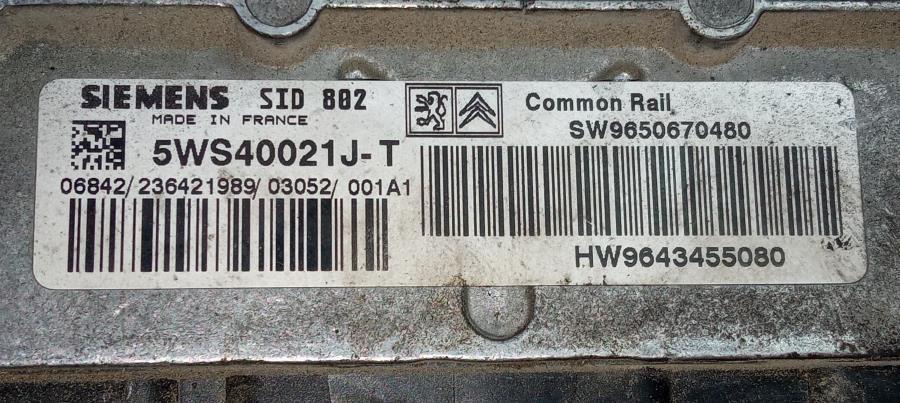 SIEMENS SID 802
MADE IN FRANCE
5WS40021J-T
06842/236421989/03052/001A1
Common Rail
SW9650670480
HW9643455080